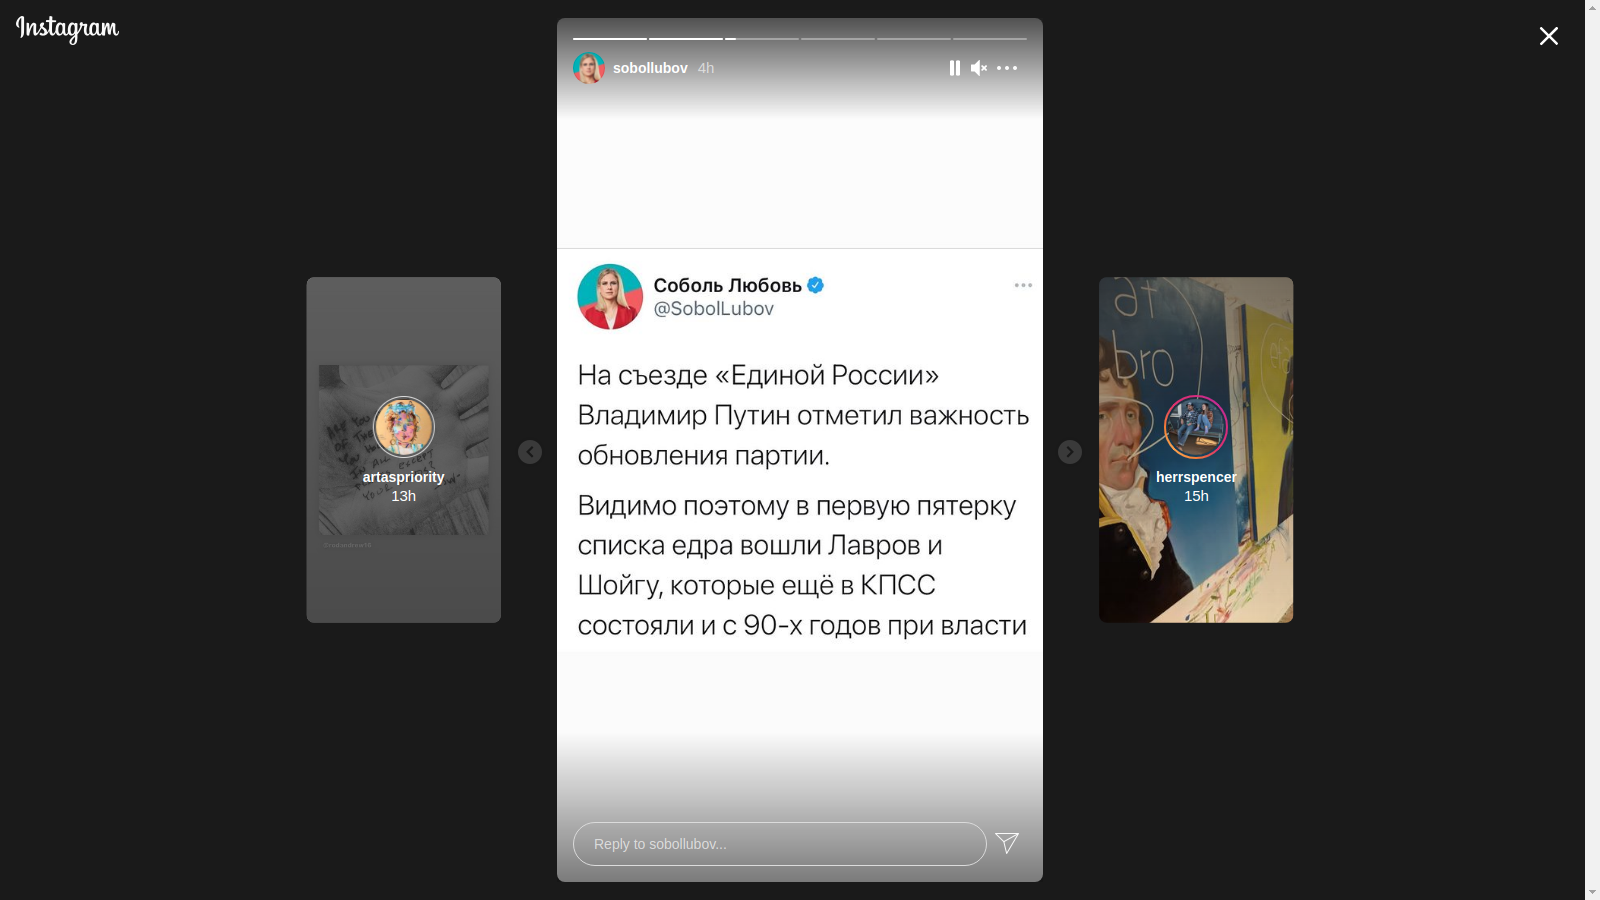 Instagram
sobollubov 4h
Соболь Любовь
@SobolLubov
На съезде «Единой России»
Владимир Путин отметил важность
обновления партии.
Видимо поэтому в первую пятерку
списка едра вошли Лавров и
Шойгу, которые ещё в КПСС
состояли и с 90-х годов при власти
Reply to sobollubov...
artaspriority
13h
at
bro
herrspencer
15h